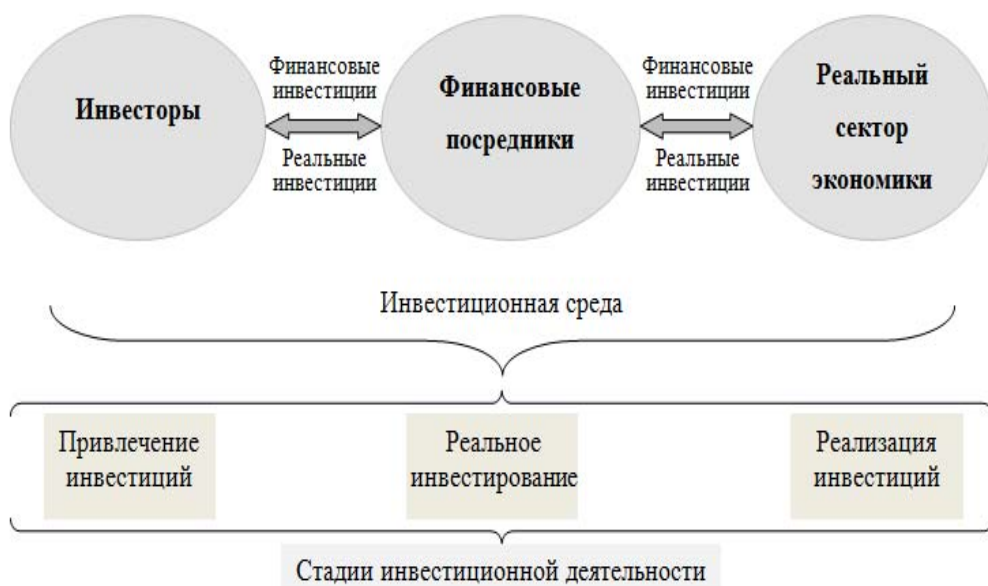 Инвесторы
Финансовые
инвестиции
Реальные
инвестиции
Финансовые
посредники
Финансовые
инвестиции
Реальные
инвестиции
Реальный
сектор
экономики
Инвестиционная среда
Привлечение
инвестиций
Реальное
инвестирование
Реализация
инвестиций
Стадии инвестиционной деятельности